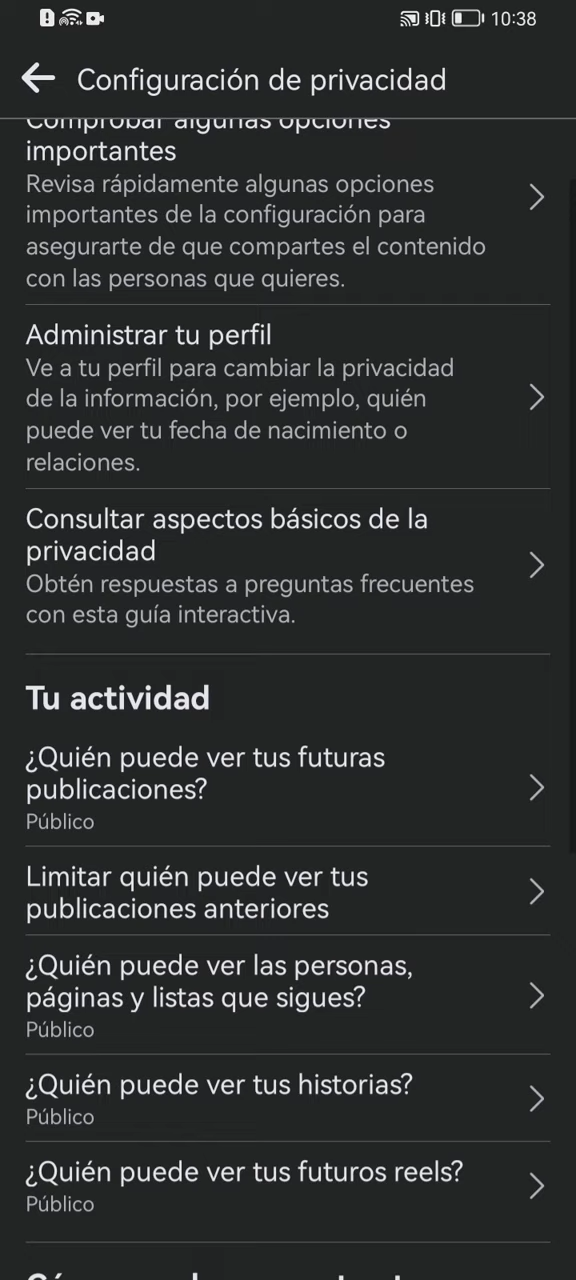 10:38
Configuración de privacidad
Comprobar algunas opciones
importantes
Revisa rápidamente algunas opciones
importantes de la configuración para
asegurarte de que compartes el contenido
con las personas que quieres.
Administrar tu perfil
Ve a tu perfil para cambiar la privacidad
de la información, por ejemplo, quién
puede ver tu fecha de nacimiento o
relaciones.
Consultar aspectos básicos de la
privacidad
Obtén respuestas a preguntas frecuentes
con esta guía interactiva.
Tu actividad
¿Quién puede ver tus futuras
publicaciones?
Público
Limitar quién puede ver tus
publicaciones anteriores
¿Quién puede ver las personas,
páginas y listas que sigues?
Público
¿Quién puede ver tus historias?
Público
¿Quién puede ver tus futuros reels?
Público